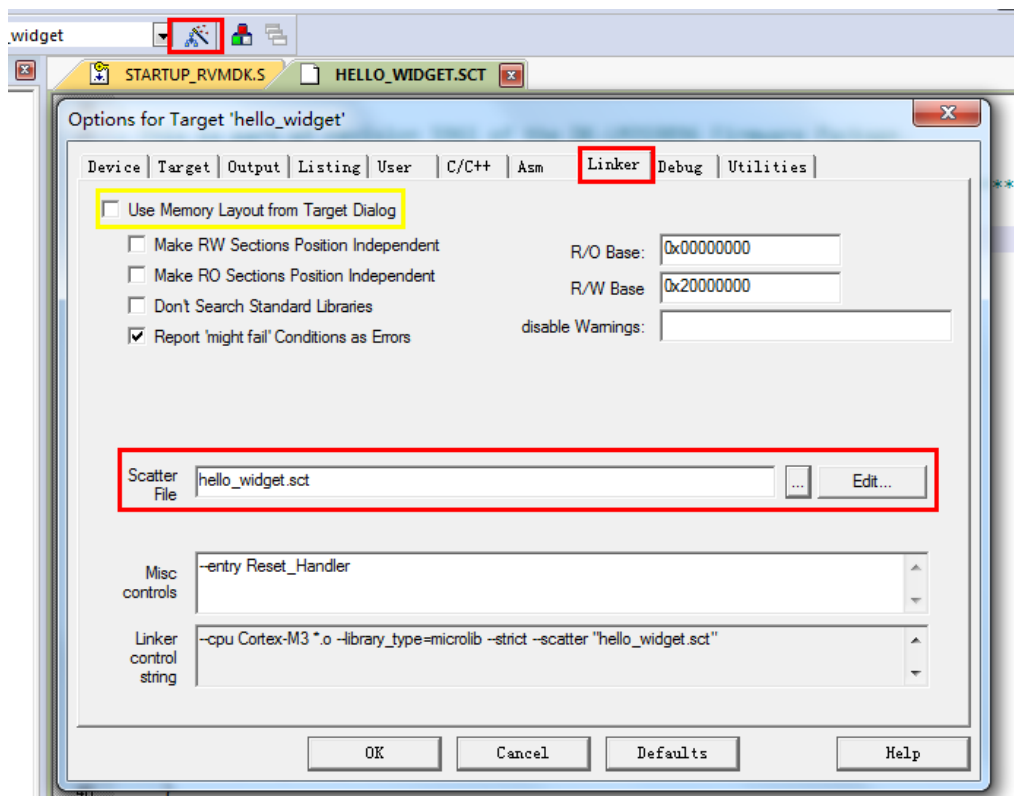 _widget
STARTUP_RVMDK.S
HELLO_WIDGET.SCT
Options for Target 'hello_widget'
Device Target Output Listing User C/C++ Asm Linker Debug Utilities
Use Memory Layout from Target Dialog
Make RW Sections Position Independent
R/O Base: 0x00000000
Make RO Sections Position Independent
R/W Base 0x20000000
Don't Search Standard Libraries
disable Warnings:
Report 'might fail' Conditions as Errors
Scatter File
hello_widget.sct
...
Edit...
Misc controls
--entry Reset_Handler
Linker control string
--cpu Cortex-M3 *.o --library_type=microlib --strict --scatter "hello_widget.sct"
OK Cancel Defaults Help